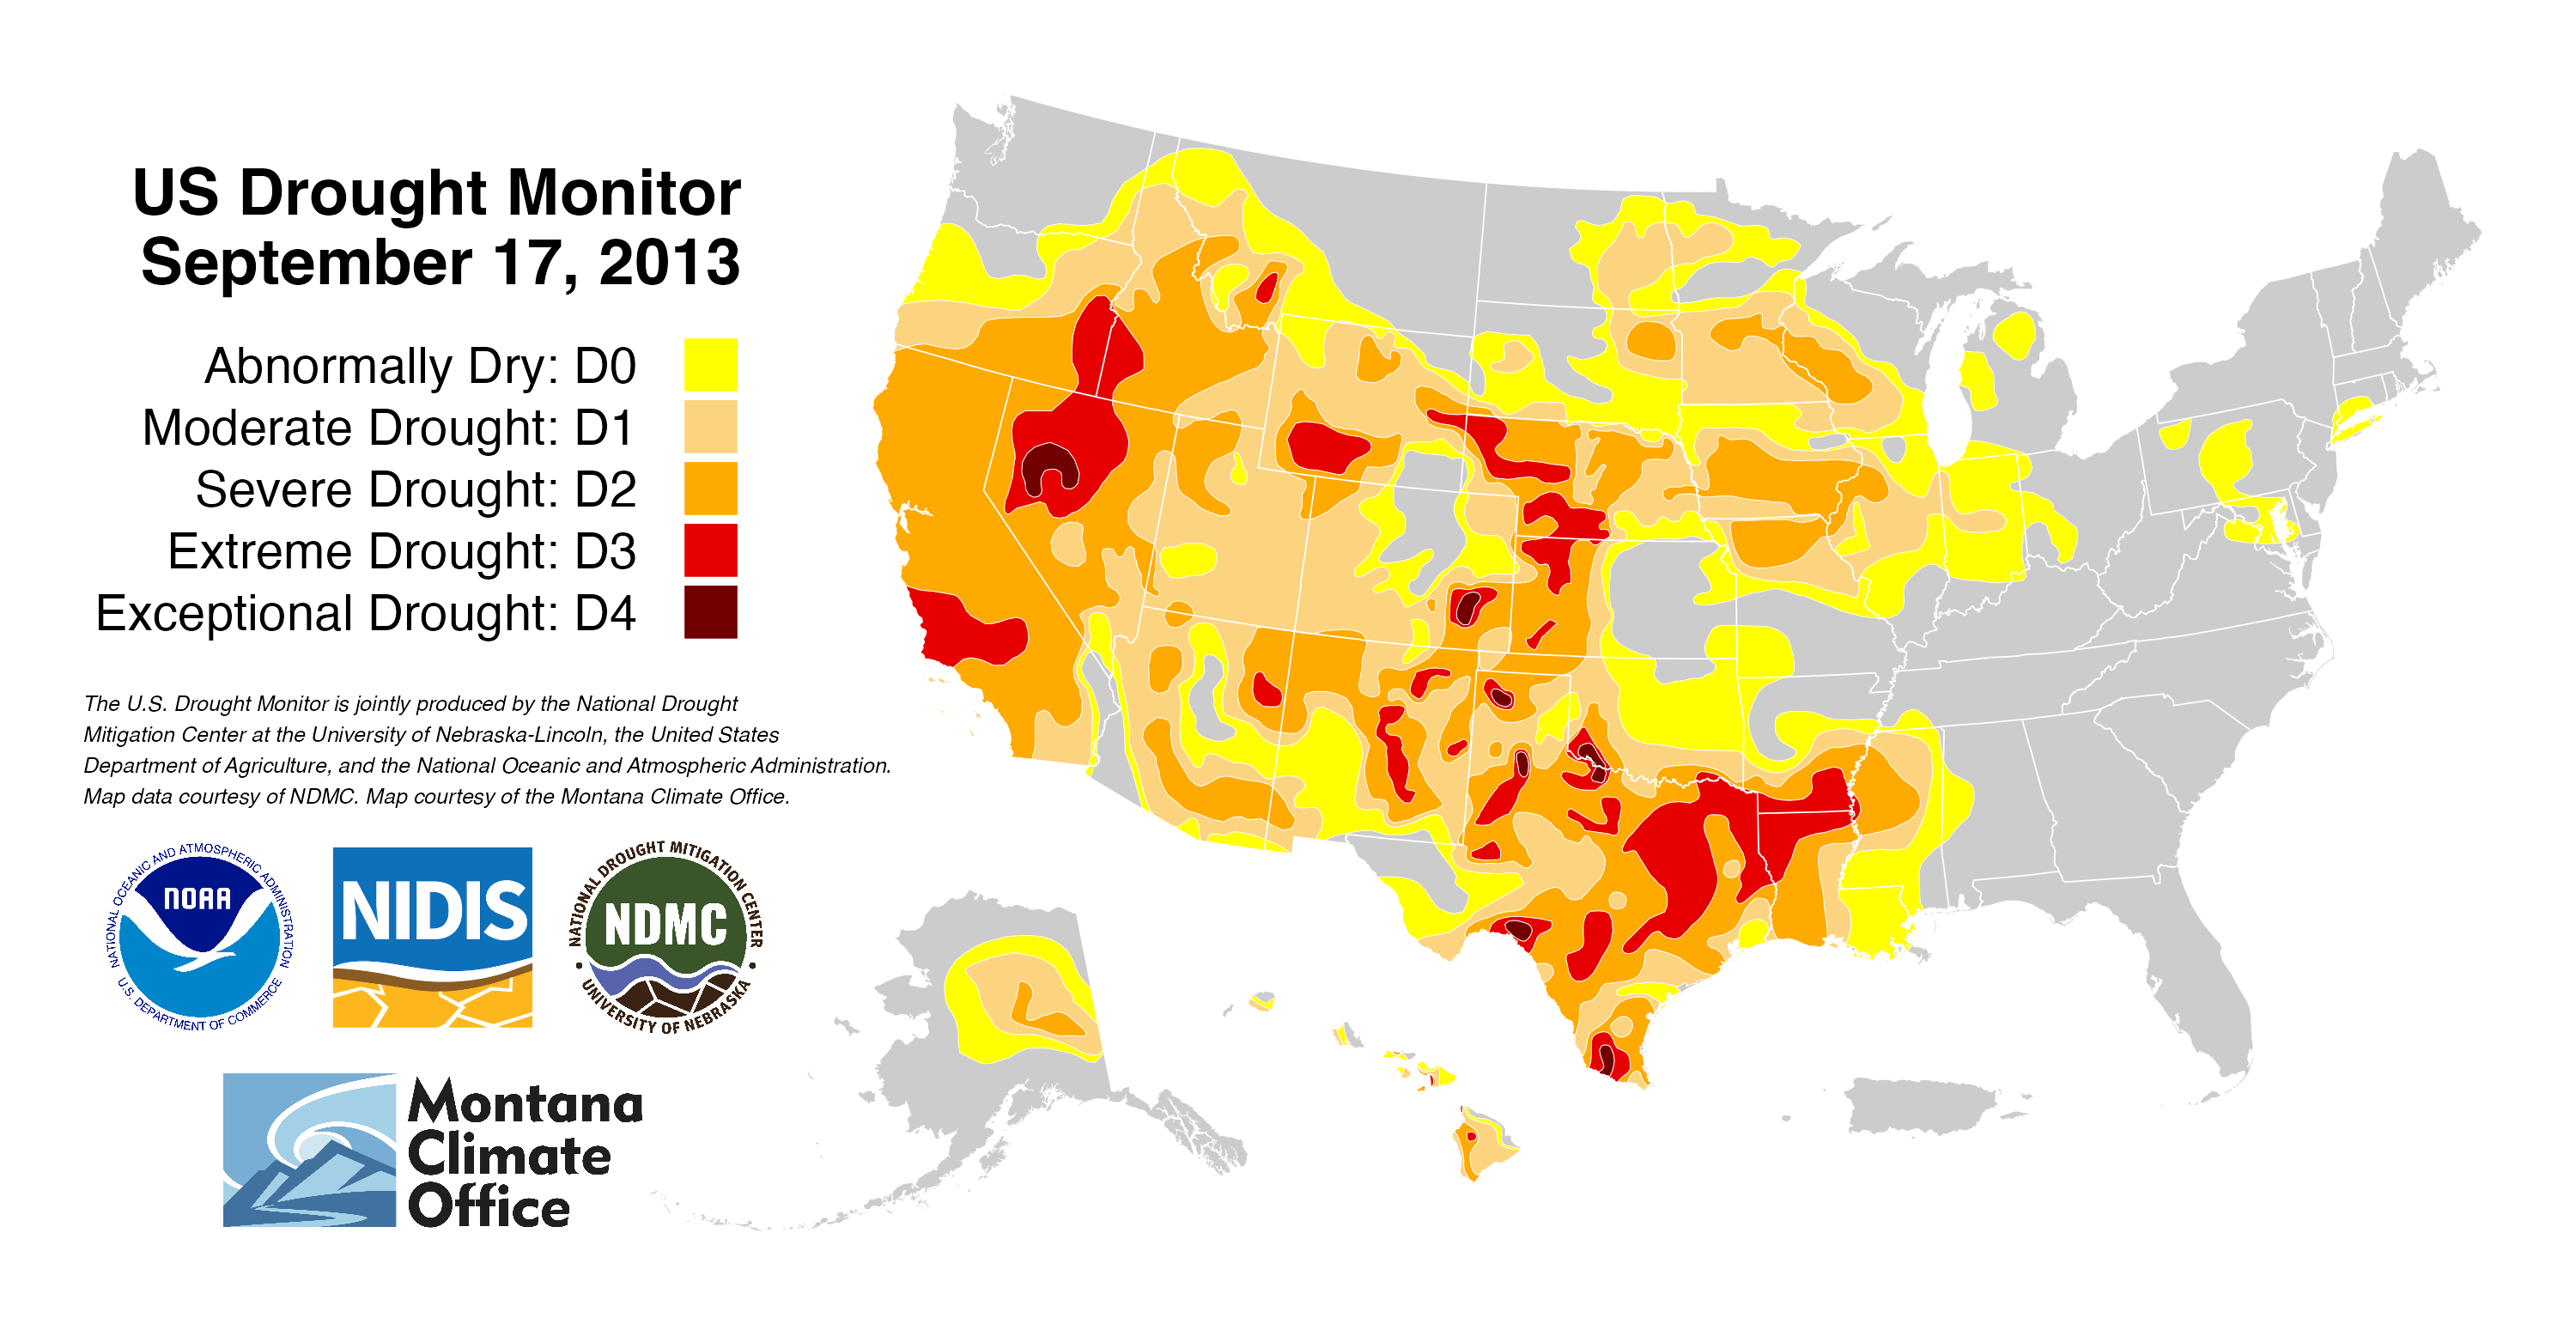 US Drought Monitor
September 17, 2013
Abnormally Dry: D0
Moderate Drought: D1
Severe Drought: D2
Extreme Drought: D3
Exceptional Drought: D4
The U.S. Drought Monitor is jointly produced by the National Drought
Mitigation Center at the University of Nebraska-Lincoln, the United States
Department of Agriculture, and the National Oceanic and Atmospheric Administration.
Map data courtesy of NDMC. Map courtesy of the Montana Climate Office.
NATIONAL OCEANIC AND ATMOSPHERIC ADMINISTRATION
NOAA
U.S. DEPARTMENT OF COMMERCE
NIDIS
NATIONAL DROUGHT MITIGATION CENTER
NDMC
• UNIVERSITY OF NEBRASKA •
Montana
Climate
Office